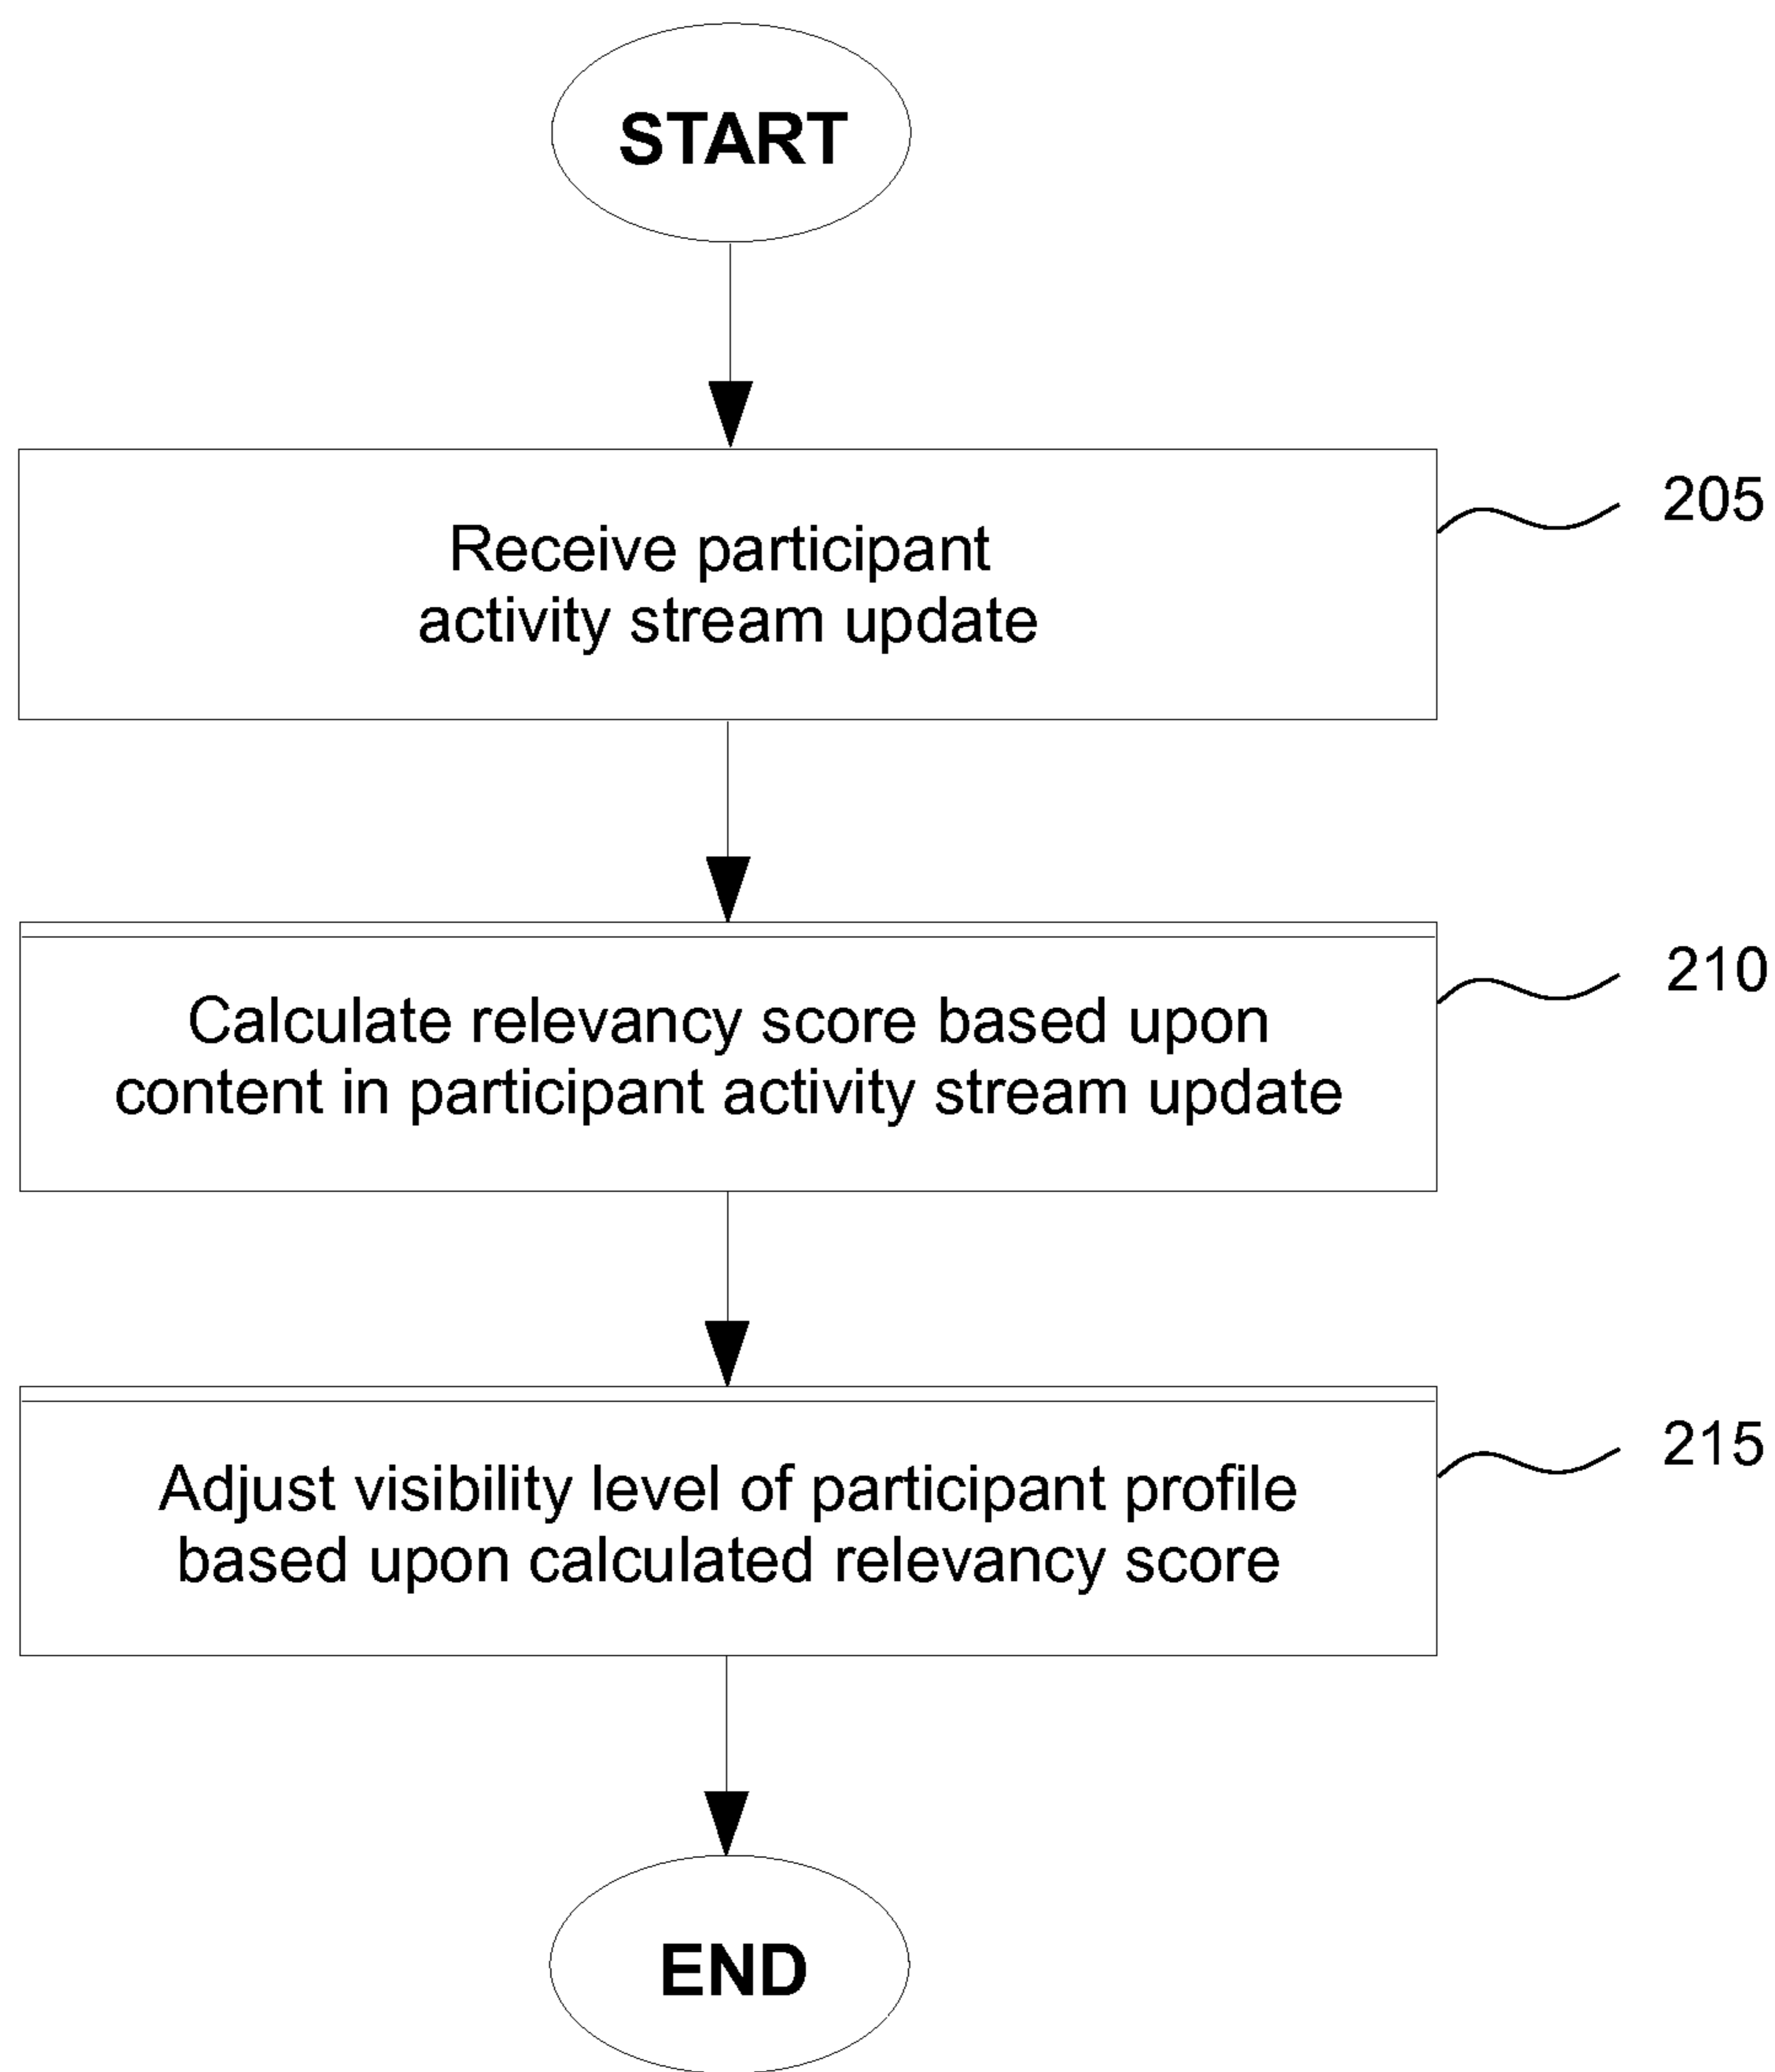 START
Receive participant
activity stream update
205
Calculate relevancy score based upon
content in participant activity stream update
210
Adjust visibility level of participant profile
based upon calculated relevancy score
215
END